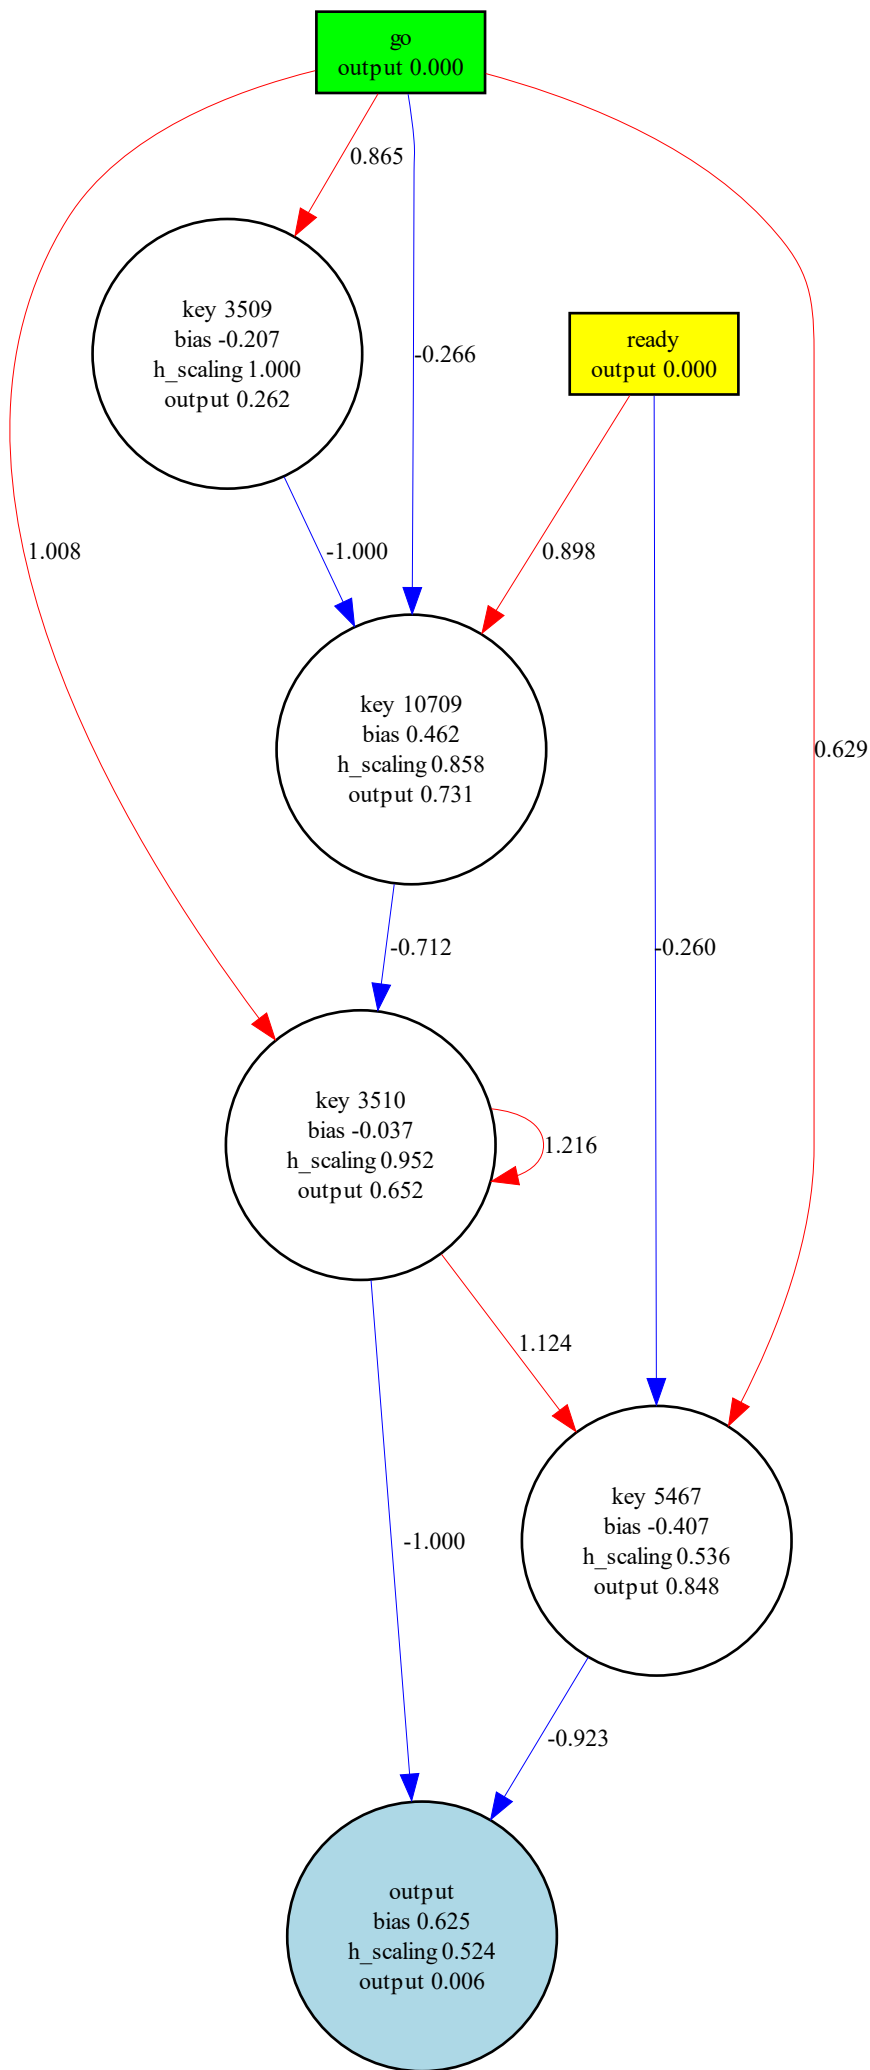 go
output 0.000
0.865
key 3509
bias -0.207
h_scaling 1.000
output 0.262
-0.266
ready
output 0.000
1.008
-1.000
0.898
key 10709
bias 0.462
h_scaling 0.858
output 0.731
0.629
-0.712
-0.260
key 3510
bias -0.037
h_scaling 0.952
output 0.652
1.216
1.124
key 5467
bias -0.407
h_scaling 0.536
output 0.848
-1.000
-0.923
output
bias 0.625
h_scaling 0.524
output 0.006